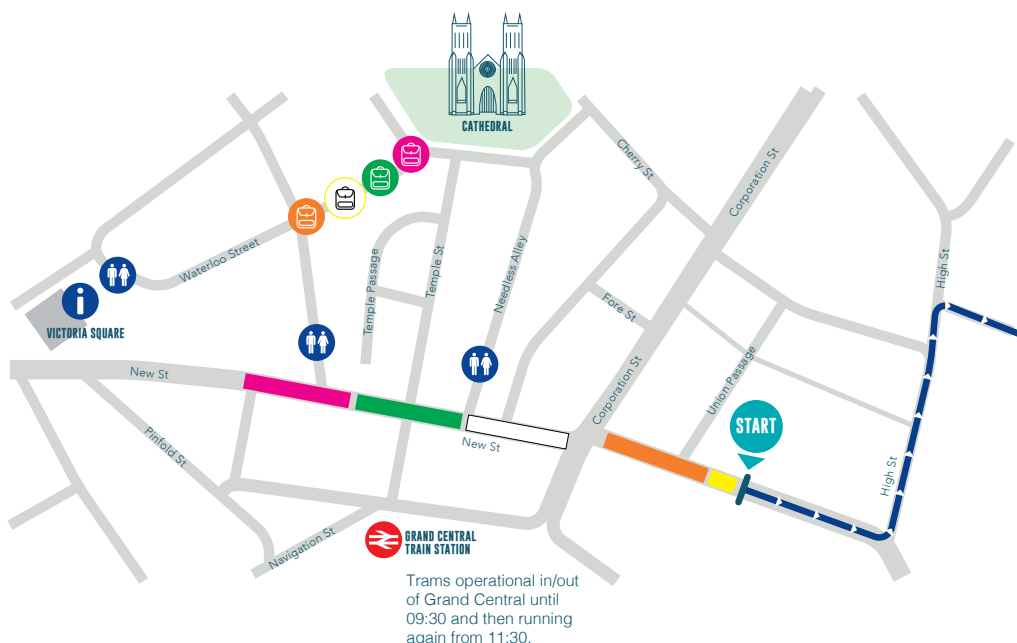 CATHEDRAL
Cherry St
Corporation St
Waterloo Street
High St
Temple Passage
Temple St
Needless Alley
VICTORIA SQUARE
Fore St
New St
Corporation St
Union Passage
START
Pinfold St
New St
High St
Navigation St
GRAND CENTRAL
TRAIN STATION
Trams operational in/out
of Grand Central until
09:30 and then running
again from 11:30.